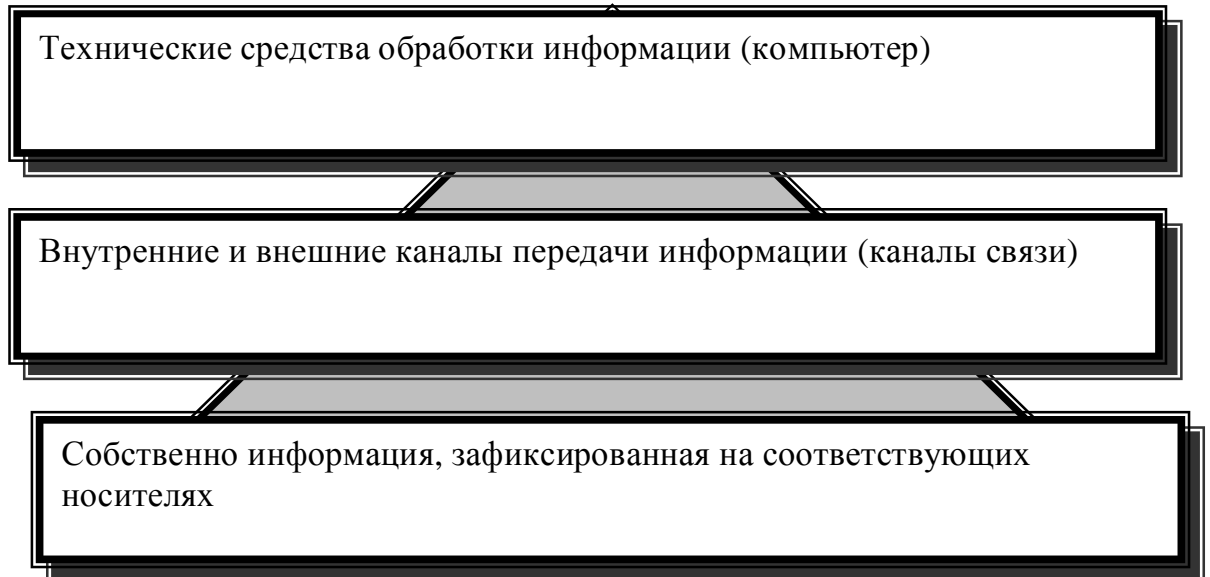 Технические средства обработки информации (компьютер)
Внутренние и внешние каналы передачи информации (каналы связи)
Собственно информация, зафиксированная на соответствующих
носителях